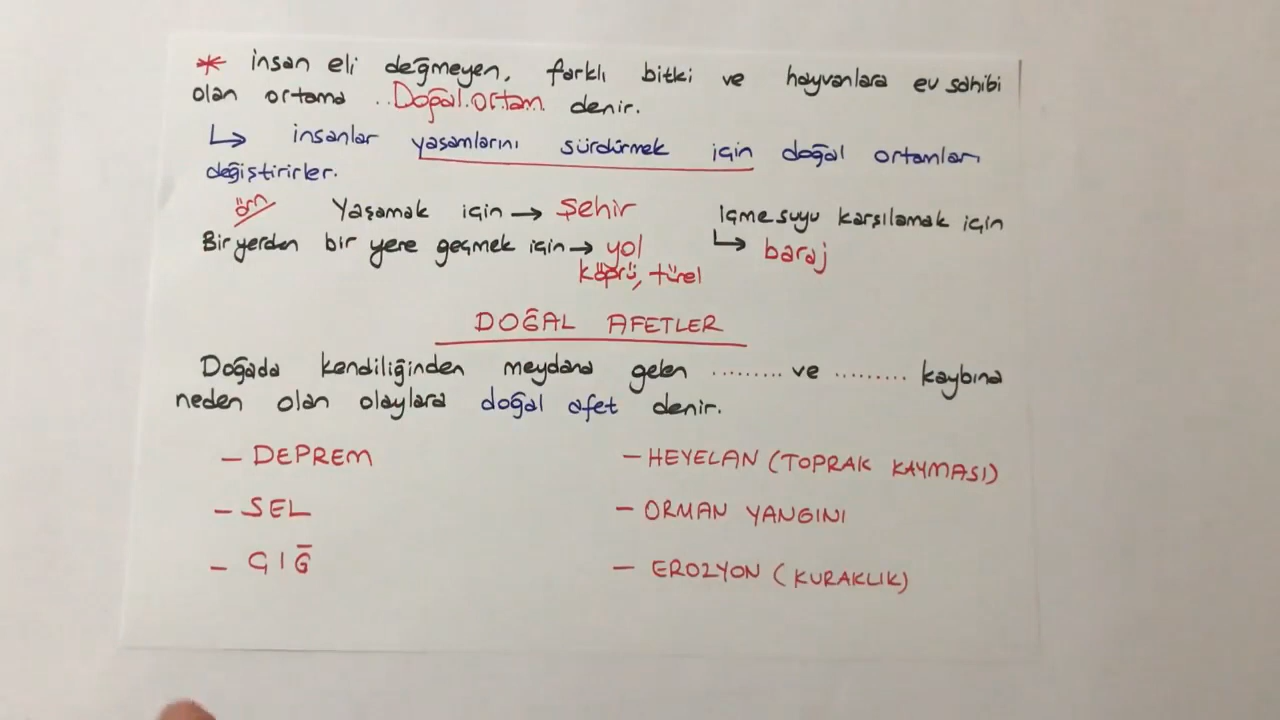 * İnsan eli değmeyen, farklı bitki ve hayvanlara ev sahibi
olan ortama ..Doğal.ortam. denir.
↳ insanlar yaşamlarını sürdürmek için doğal ortamları
değiştirirler.
örn Yaşamak için → Şehir
Bir yerden bir yere geçmek için → yol
köprü, tünel
İçme suyu karşılamak için
↳ baraj
DOĞAL AFETLER
Doğada kendiliğinden meydana gelen ......... ve ......... kaybına
neden olan olaylara doğal afet denir.
- DEPREM
- SEL
- ÇIĞ
- HEYELAN (TOPRAK KAYMASI)
- ORMAN YANGINI
- EROZYON (KURAKLIK)